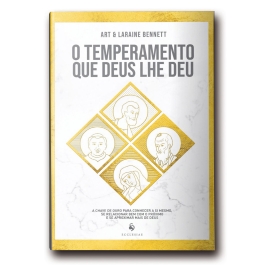 ART & LARAINE BENNETT
O TEMPERAMENTO
QUE DEUS LHE DEU
A CHAVE DE OURO PARA CONHECER A SI MESMO,
SE RELACIONAR BEM COM O PRÓXIMO
E SE APROXIMAR MAIS DE DEUS
ECCLESIAE